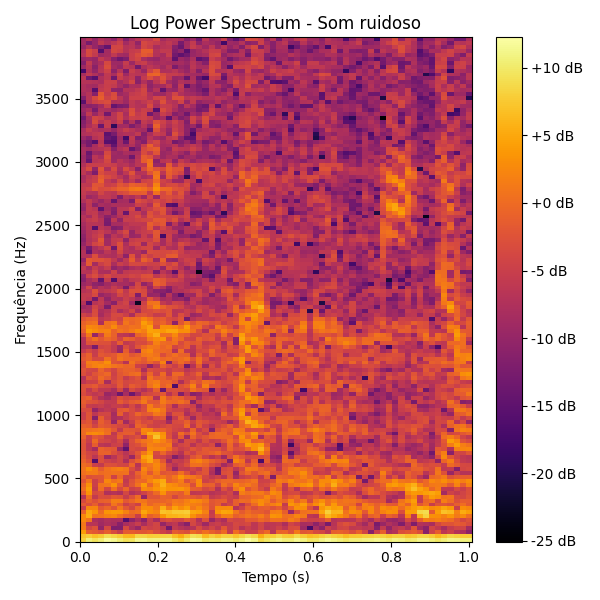 Log Power Spectrum - Som ruidoso
Frequência (Hz)
3500
3000
2500
2000
1500
1000
500
0
0.0 0.2 0.4 0.6 0.8 1.0
Tempo (s)
+10 dB
+5 dB
+0 dB
-5 dB
-10 dB
-15 dB
-20 dB
-25 dB